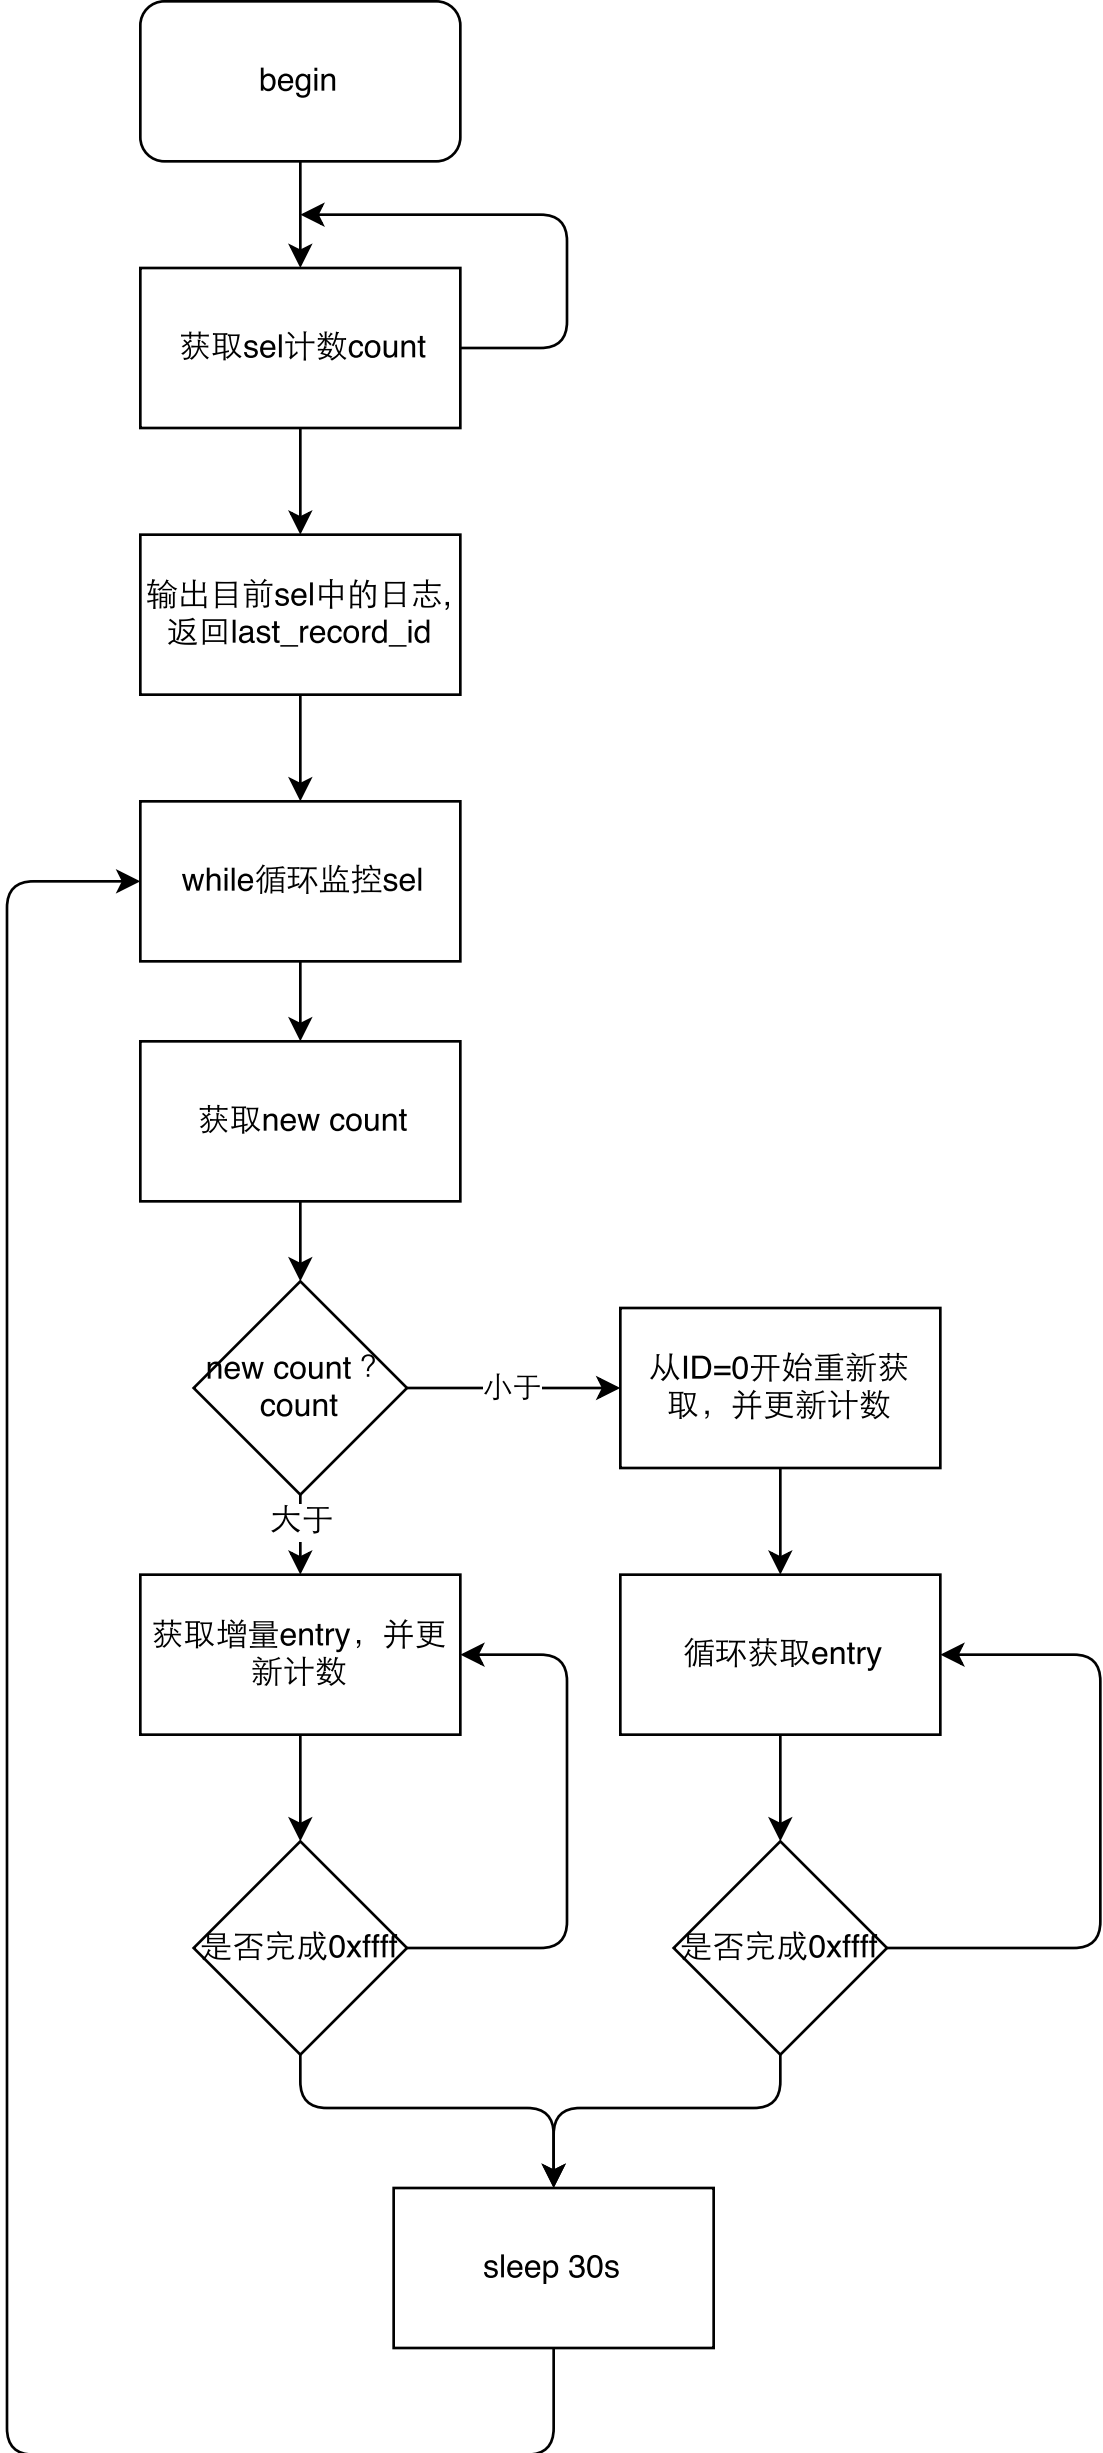 begin
获取sel计数count
输出目前sel中的日志,
返回last_record_id
while循环监控sel
获取new count
new count？
count
小于
从ID=0开始重新获
取，并更新计数
大于
获取增量entry，并更
新计数
循环获取entry
是否完成0xffff
是否完成0xffff
sleep 30s